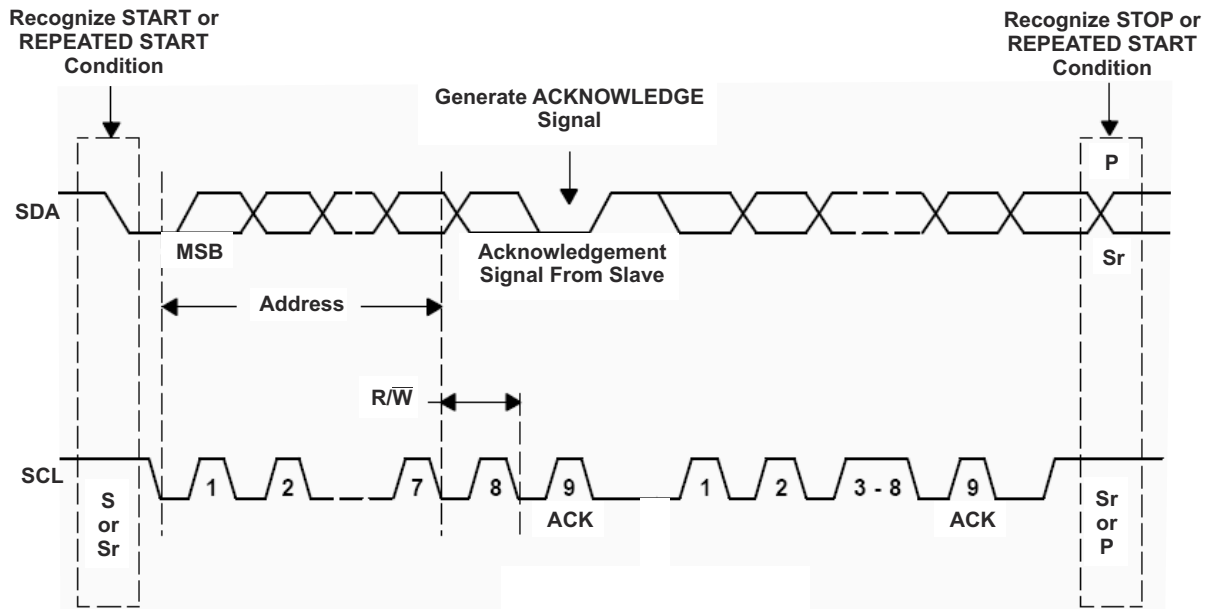 Recognize START or
REPEATED START
Condition
Recognize STOP or
REPEATED START
Condition
Generate ACKNOWLEDGE
Signal
P
SDA
MSB
Acknowledgement
Signal From Slave
Sr
Address
R/W̅
SCL
1
2
7
8
9
1
2
3 - 8
9
ACK
ACK
S
or
Sr
Sr
or
P